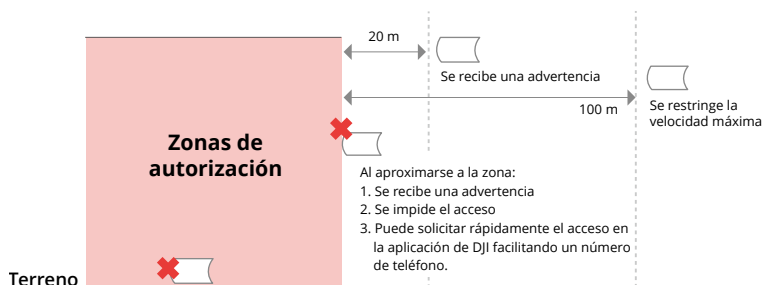 20 m
Se recibe una advertencia
100 m
Se restringe la
velocidad máxima
Zonas de
autorización
Al aproximarse a la zona:
1. Se recibe una advertencia
2. Se impide el acceso
3. Puede solicitar rápidamente el acceso en
la aplicación de DJI facilitando un número
de teléfono.
Terreno